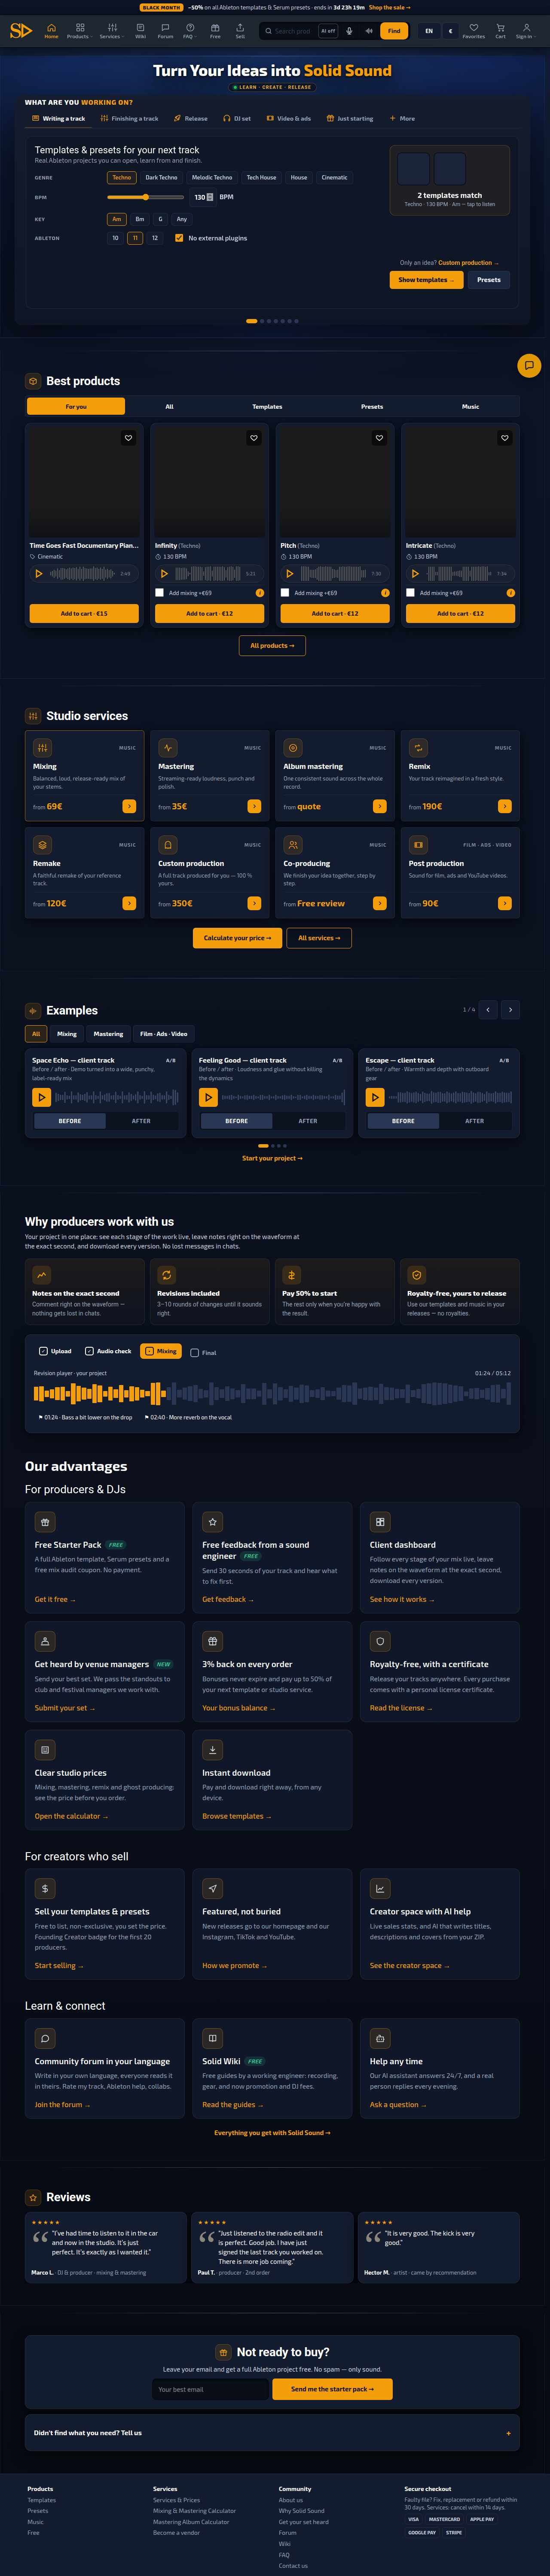 BLACK MONTH −50% on all Ableton templates & Serum presets · ends in 3d 23h 19m Shop the sale →
Home Products Services Wiki Forum FAQ Free Sell AI off Find EN € Favorites Cart Sign in
Turn Your Ideas into Solid Sound
LEARN · CREATE · RELEASE
WHAT ARE YOU WORKING ON?
Writing a track Finishing a track Release DJ set Video & ads Just starting More
Templates & presets for your next track
Real Ableton projects you can open, learn from and finish.
GENRE Techno Dark Techno Melodic Techno Tech House House Cinematic
BPM 130 BPM
KEY Am Bm G Any
ABLETON 10 11 12 No external plugins
2 templates match
Techno · 130 BPM · Am — tap to listen
Only an idea? Custom production →
Show templates → Presets
Best products
For you All Templates Presets Music
Time Goes Fast Documentary Pian...
Cinematic
2:49
Add to cart · €15
Infinity (Techno)
130 BPM
5:21
Add mixing +€69
Add to cart · €12
Pitch (Techno)
130 BPM
Add mixing +€69
Add to cart · €12
Intricate (Techno)
130 BPM
Add mixing +€69
Add to cart · €12
All products →
Studio services
MUSIC
Mixing
Balanced, loud, release-ready mix of
your stems.
from 69€
MUSIC
Mastering
Streaming-ready loudness, punch and
polish.
from 35€
MUSIC
Album mastering
One consistent sound across the whole
record.
from quote
MUSIC
Remix
Your track reimagined in a fresh style.
from 190€
MUSIC
Remake
A faithful remake of your reference
track.
from 120€
MUSIC
Custom production
A full track produced for you — 100 %
yours.
from 350€
MUSIC
Co-producing
We finish your idea together, step by
step.
from Free review
FILM · ADS · VIDEO
Post production
Sound for film, ads and YouTube videos.
from 90€
Calculate your price → All services →
Examples
1 / 4
All Mixing Mastering Film · Ads · Video
Space Echo — client track A/B
Before / after · Demo turned into a wide, punchy,
label-ready mix
BEFORE AFTER
Feeling Good — client track A/B
Before / after · Loudness and glue without killing
the dynamics
BEFORE AFTER
Escape — client track A/B
Before / after · Warmth and depth with outboard
gear
BEFORE AFTER
Start your project →
Why producers work with us
Your project in one place: see each stage of the work live, leave notes right on the waveform at
the exact second, and download every version. No lost messages in chats.
Notes on the exact second
Comment right on the waveform —
nothing gets lost in chats.
Revisions included
3–10 rounds of changes until it sounds
right.
Pay 50% to start
The rest only when you're happy with
the result.
Royalty-free, yours to release
Use our templates and music in your
releases — no royalties.
Upload Audio check Mixing Final
Revision player · your project 01:24 / 05:12
01:24 · Bass a bit lower on the drop 02:40 · More reverb on the vocal
Our advantages
For producers & DJs
Free Starter Pack FREE
A full Ableton template, Serum presets and a
free mix audit coupon. No payment.
Get it free →
Free feedback from a sound
engineer FREE
Send 30 seconds of your track and hear what
to fix first.
Get feedback →
Client dashboard
Follow every stage of your mix live, leave
notes on the waveform at the exact second,
download every version.
See how it works →
Get heard by venue managers NEW
Send your best set. We pass the standouts to
club and festival managers we work with.
Submit your set →
3% back on every order
Bonuses never expire and pay up to 50% of
your next template or studio service.
Your bonus balance →
Royalty-free, with a certificate
Release your tracks anywhere. Every purchase
comes with a personal license certificate.
Read the license →
Clear studio prices
Mixing, mastering, remix and ghost producing:
see the price before you order.
Open the calculator →
Instant download
Pay and download right away, from any
device.
Browse templates →
For creators who sell
Sell your templates & presets
Free to list, non-exclusive, you set the price.
Founding Creator badge for the first 20
producers.
Start selling →
Featured, not buried
New releases go to our homepage and our
Instagram, TikTok and YouTube.
How we promote →
Creator space with AI help
Live sales stats, and AI that writes titles,
descriptions and covers from your ZIP.
See the creator space →
Learn & connect
Community forum in your language
Write in your own language, everyone reads it
in theirs. Rate my track, Ableton help, collabs.
Join the forum →
Solid Wiki FREE
Free guides by a working engineer: recording,
gear, and now promotion and DJ fees.
Read the guides →
Help any time
Our AI assistant answers 24/7, and a real
person replies every evening.
Ask a question →
Everything you get with Solid Sound →
Reviews
★★★★★
"I've had time to listen to it in the car
and now in the studio. It's just
perfect. It's exactly as I wanted it."
Marco L. · DJ & producer · mixing & mastering
★★★★★
"Just listened to the radio edit and it
is perfect. Good job. I have just
signed the last track you worked on.
There is more job coming."
Paul T. · producer · 2nd order
★★★★★
"It is very good. The kick is very
good."
Hector M. · artist · came by recommendation
Not ready to buy?
Leave your email and get a full Ableton project free. No spam — only sound.
Your best email Send me the starter pack →
Didn't find what you need? Tell us +
Products
Templates
Presets
Music
Free
Services
Services & Prices
Mixing & Mastering Calculator
Mastering Album Calculator
Become a vendor
Community
About us
Why Solid Sound
Get your set heard
Forum
Wiki
FAQ
Contact us
Secure checkout
Faulty file? Fix, replacement or refund within
30 days. Services: cancel within 14 days.
VISA MASTERCARD APPLE PAY
GOOGLE PAY STRIPE